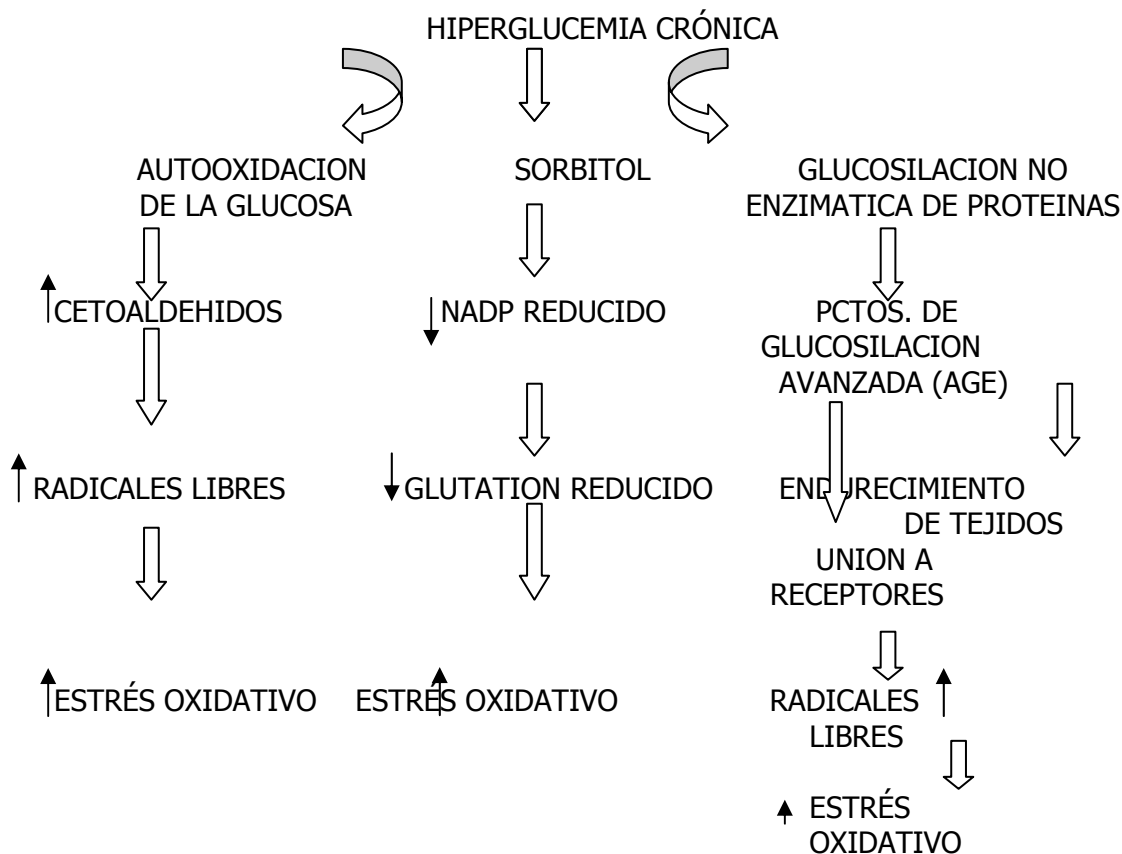 HIPERGLUCEMIA CRÓNICA
AUTOOXIDACION
DE LA GLUCOSA
SORBITOL
GLUCOSILACION NO
ENZIMATICA DE PROTEINAS
CETOALDEHIDOS
NADP REDUCIDO
PCTOS. DE
GLUCOSILACION
AVANZADA (AGE)
RADICALES LIBRES
GLUTATION REDUCIDO
ENDURECIMIENTO
DE TEJIDOS
UNION A
RECEPTORES
ESTRÉS OXIDATIVO
ESTRÉS OXIDATIVO
RADICALES
LIBRES
ESTRÉS
OXIDATIVO